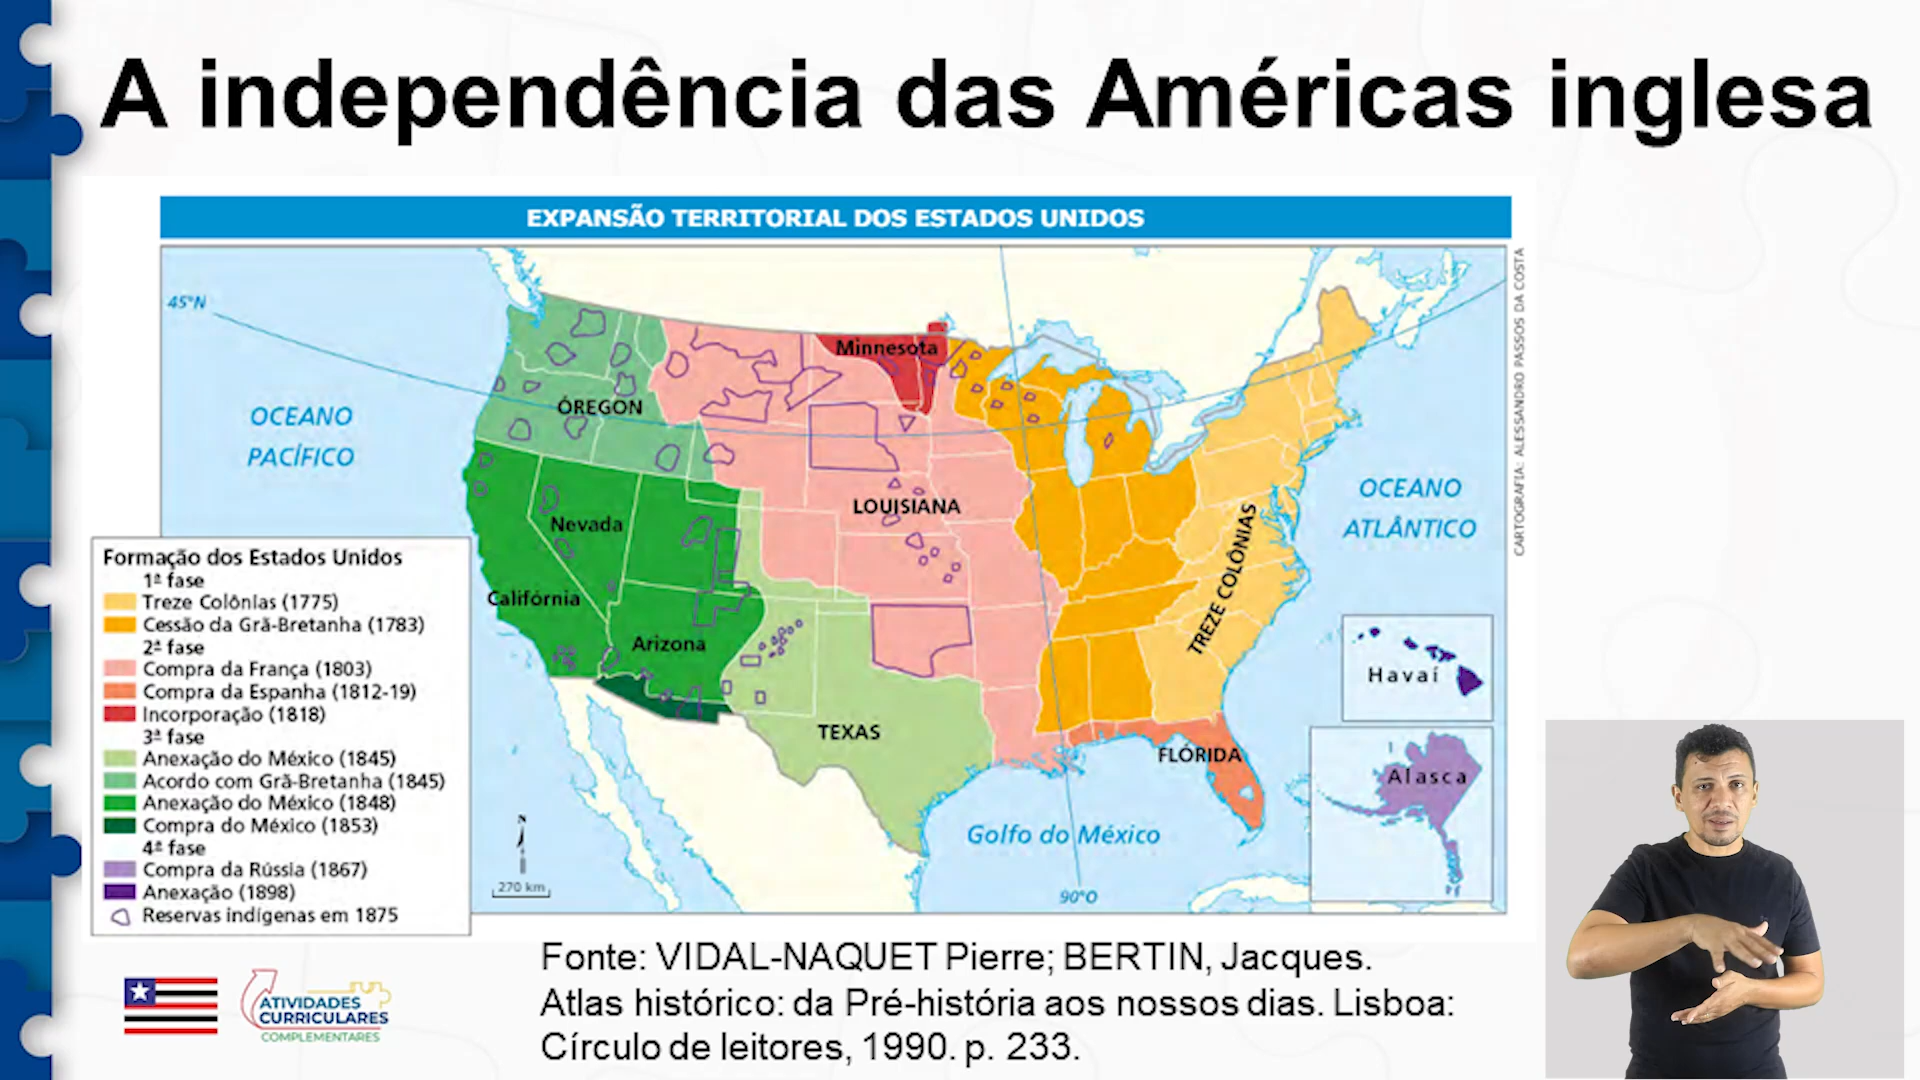 A independência das Américas inglesa
EXPANSÃO TERRITORIAL DOS ESTADOS UNIDOS
45°N
OCEANO
PACÍFICO
Minnesota
ÓREGON
LOUISIANA
Nevada
Califórnia
Arizona
TEXAS
TREZE COLÔNIAS
FLÓRIDA
OCEANO
ATLÂNTICO
Golfo do México
90°O
Havaí
Alasca
270 km
N
CARTOGRAFIA: ALESSANDRO PASSOS DA COSTA
Formação dos Estados Unidos
1ª fase
Treze Colônias (1775)
Cessão da Grã-Bretanha (1783)
2ª fase
Compra da França (1803)
Compra da Espanha (1812-19)
Incorporação (1818)
3ª fase
Anexação do México (1845)
Acordo com Grã-Bretanha (1845)
Anexação do México (1848)
Compra do México (1853)
4ª fase
Compra da Rússia (1867)
Anexação (1898)
Reservas indígenas em 1875
ATIVIDADES
CURRICULARES
COMPLEMENTARES
Fonte: VIDAL-NAQUET Pierre; BERTIN, Jacques.
Atlas histórico: da Pré-história aos nossos dias. Lisboa:
Círculo de leitores, 1990. p. 233.